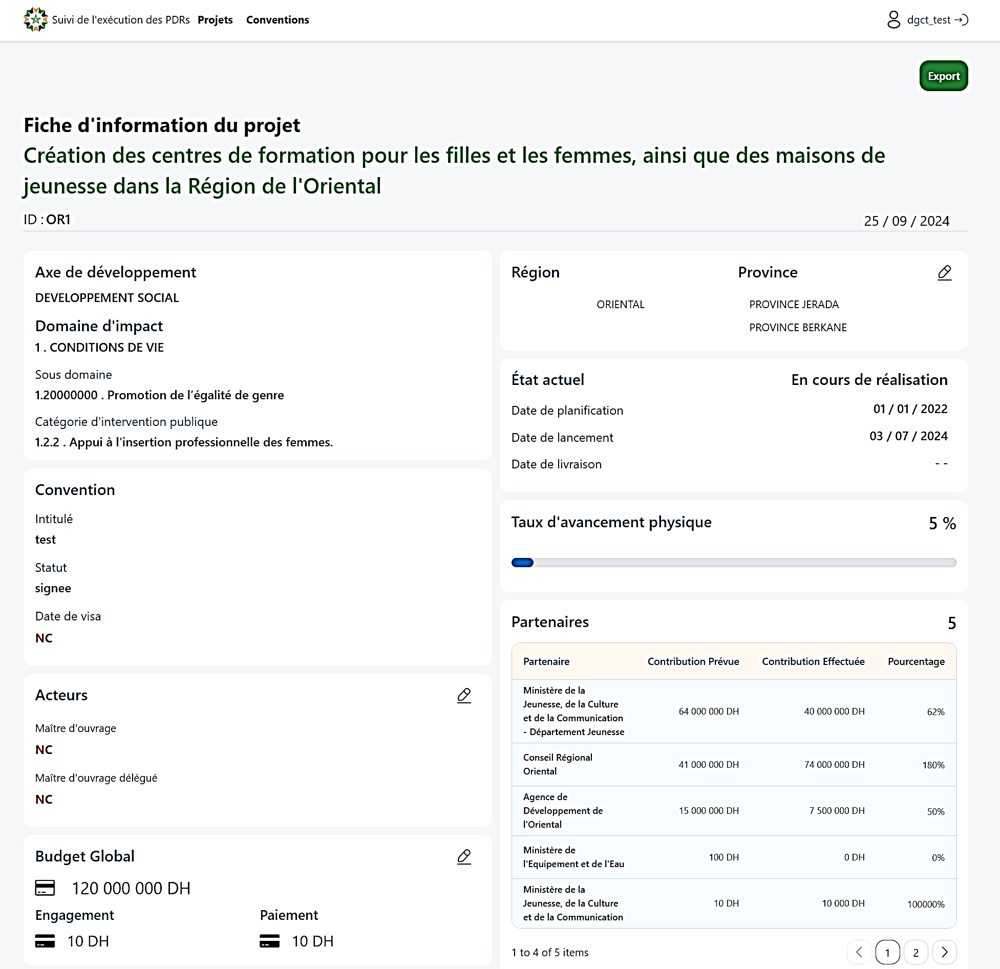 Suivi de l'exécution des PDRs Projets Conventions dgct_test
Export
Fiche d'information du projet
Création des centres de formation pour les filles et les femmes, ainsi que des maisons de
jeunesse dans la Région de l'Oriental
ID : OR1
25 / 09 / 2024
Axe de développement
DEVELOPPEMENT SOCIAL
Domaine d'impact
1 . CONDITIONS DE VIE
Sous domaine
1.20000000 . Promotion de l’égalité de genre
Catégorie d'intervention publique
1.2.2 . Appui à l'insertion professionnelle des femmes.
Convention
Intitulé
test
Statut
signee
Date de visa
NC
Acteurs
Maître d'ouvrage
NC
Maître d'ouvrage délégué
NC
Budget Global
120 000 000 DH
Engagement Paiement
10 DH 10 DH
Région Province
ORIENTAL PROVINCE JERADA
PROVINCE BERKANE
État actuel En cours de réalisation
Date de planification 01 / 01 / 2022
Date de lancement 03 / 07 / 2024
Date de livraison - -
Taux d'avancement physique 5 %
Partenaires 5
Partenaire Contribution Prévue Contribution Effectuée Pourcentage
Ministère de la
Jeunesse, de la Culture
et de la Communication
- Département Jeunesse
64 000 000 DH 40 000 000 DH 62%
Conseil Régional
Oriental
41 000 000 DH 74 000 000 DH 180%
Agence de
Développement de
l'Oriental
15 000 000 DH 7 500 000 DH 50%
Ministère de
l'Equipement et de l'Eau
100 DH 0 DH 0%
Ministère de la
Jeunesse, de la Culture
et de la Communication
10 DH 10 000 DH 100000%
1 to 4 of 5 items 1 2